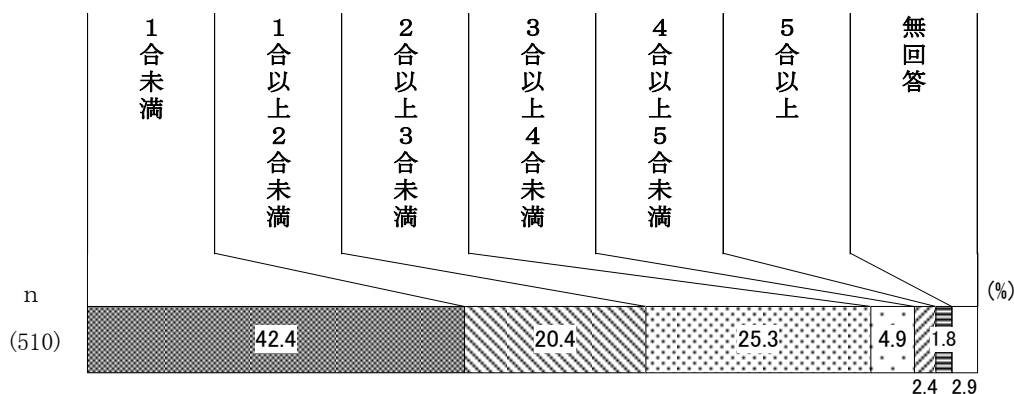 1合未満
1合以上2合未満
2合以上3合未満
3合以上4合未満
4合以上5合未満
5合以上
無回答
(%)
n
(510)
42.4
20.4
25.3
4.9
1.8
2.4
2.9